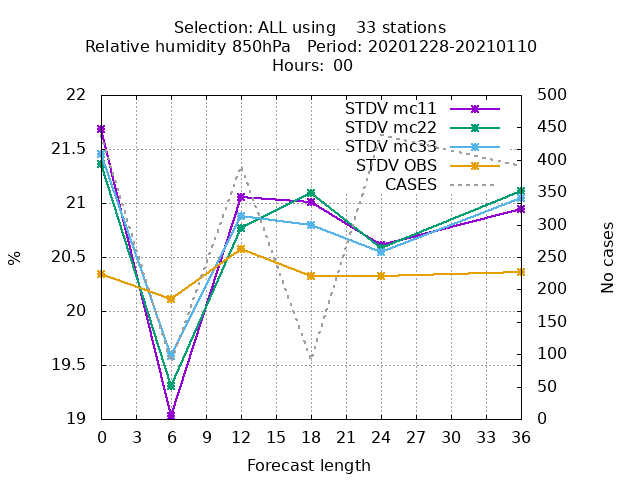 Selection: ALL using    33 stations
Relative humidity 850hPa   Period: 20201228-20210110
Hours:  00
22
21.5
21
20.5
20
19.5
19
%
500
450
400
350
300
250
200
150
100
50
0
No cases
STDV mc11
STDV mc22
STDV mc33
STDV OBS
CASES
0 3 6 9 12 15 18 21 24 27 30 33 36
Forecast length